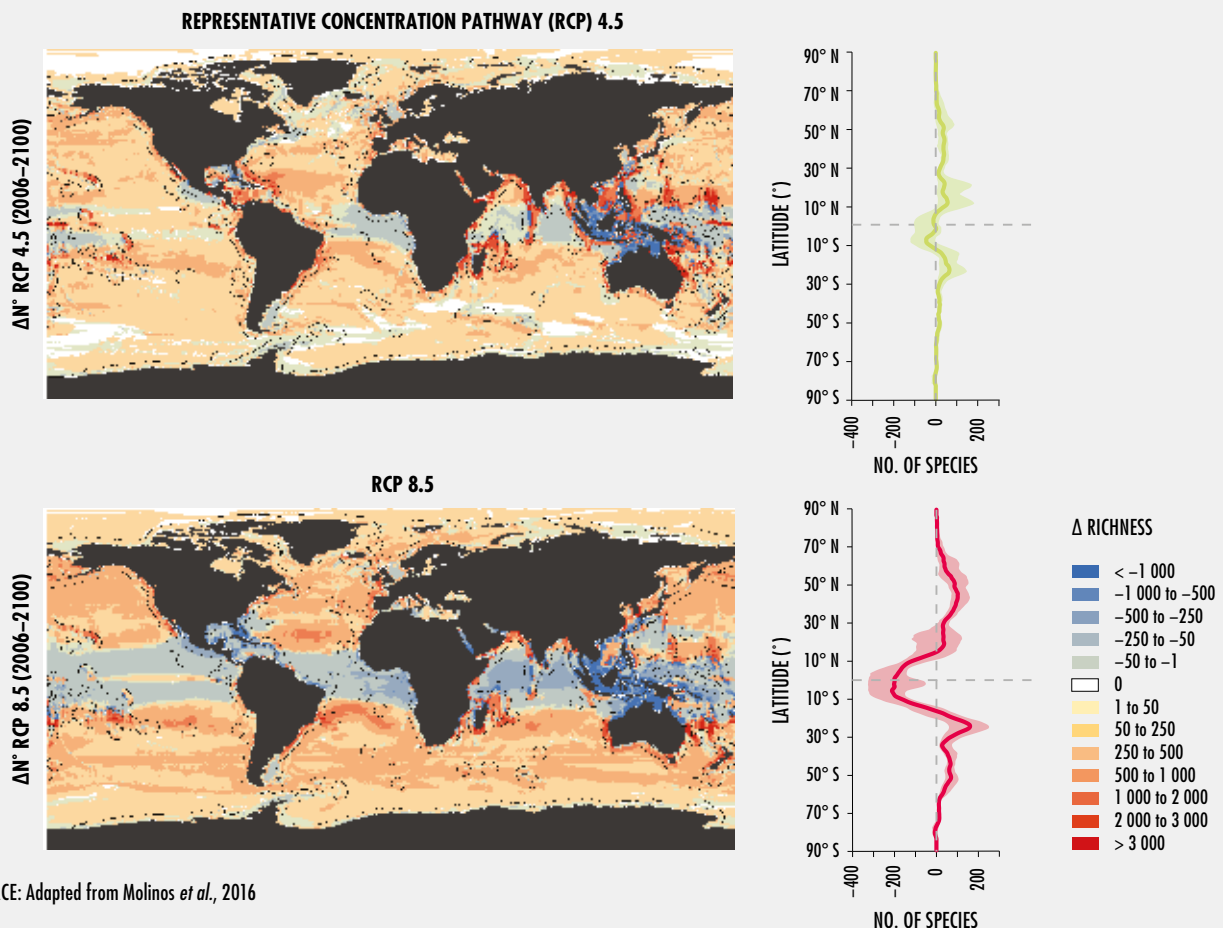 REPRESENTATIVE CONCENTRATION PATHWAY (RCP) 4.5
ΔN° RCP 4.5 (2006–2100)
LATITUDE (°)
90° N
70° N
50° N
30° N
10° N
10° S
30° S
50° S
70° S
90° S
–400
–200
0
200
NO. OF SPECIES
RCP 8.5
ΔN° RCP 8.5 (2006–2100)
LATITUDE (°)
90° N
70° N
50° N
30° N
10° N
10° S
30° S
50° S
70° S
90° S
–400
–200
0
200
NO. OF SPECIES
Δ RICHNESS
< –1 000
–1 000 to –500
–500 to –250
–250 to –50
–50 to –1
0
1 to 50
50 to 250
250 to 500
500 to 1 000
1 000 to 2 000
2 000 to 3 000
> 3 000
CE: Adapted from Molinos et al., 2016